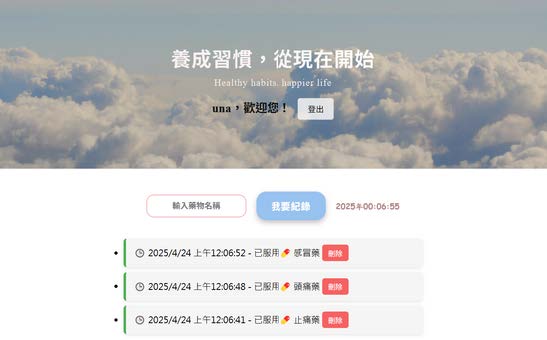 養成習慣，從現在開始
Healthy habits. happier life
una，歡迎您！ 登出
輸入藥物名稱 我要紀錄 2025年00:06:55
2025/4/24 上午12:06:52 - 已服用💊 感冒藥 刪除
2025/4/24 上午12:06:48 - 已服用💊 頭痛藥 刪除
2025/4/24 上午12:06:41 - 已服用💊 止痛藥 刪除